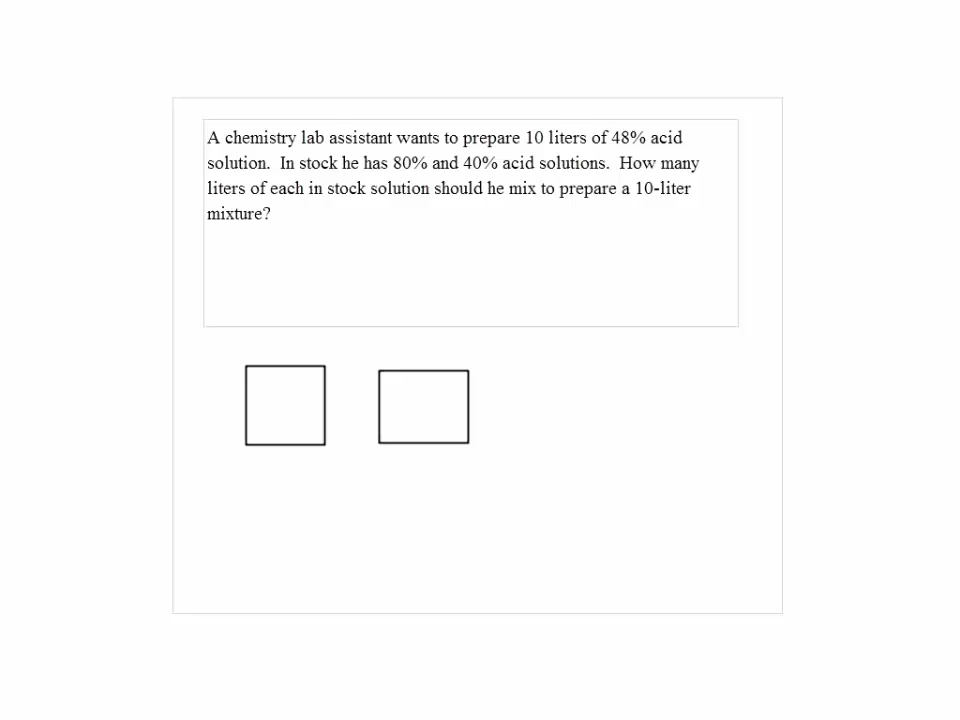 A chemistry lab assistant wants to prepare 10 liters of 48% acid
solution.  In stock he has 80% and 40% acid solutions.  How many
liters of each in stock solution should he mix to prepare a 10-liter
mixture?